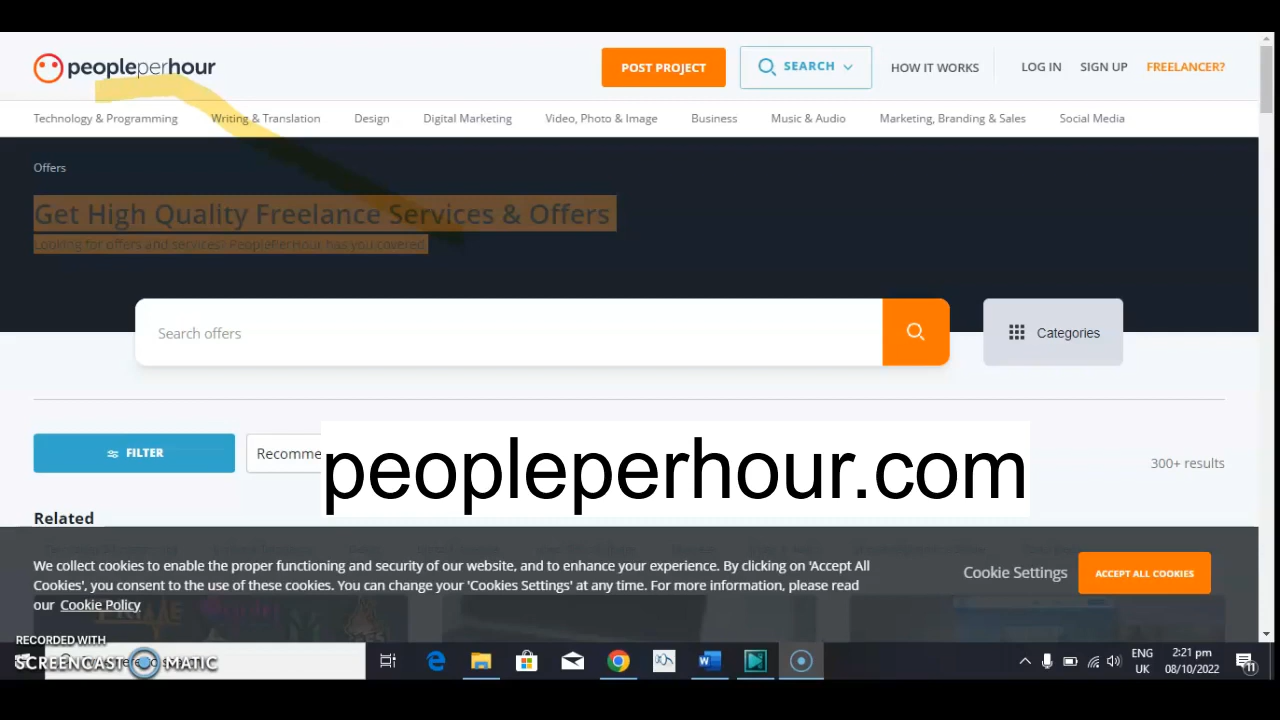 peopleperhour
POST PROJECT
SEARCH
HOW IT WORKS
LOG IN
SIGN UP
FREELANCER?
Technology & Programming
Writing & Translation
Design
Digital Marketing
Video, Photo & Image
Business
Music & Audio
Marketing, Branding & Sales
Social Media
Offers
Get High Quality Freelance Services & Offers
Looking for offers and services? PeoplePerHour has you covered
Search offers
Categories
FILTER
Recomme
peopleperhour.com
300+ results
Related
We collect cookies to enable the proper functioning and security of our website, and to enhance your experience. By clicking on 'Accept All
Cookies', you consent to the use of these cookies. You can change your 'Cookies Settings' at any time. For more information, please read
our Cookie Policy
Cookie Settings
ACCEPT ALL COOKIES
RECORDED WITH
SCREENCAST MATIC
ENG
UK
2:21 pm
08/10/2022
11